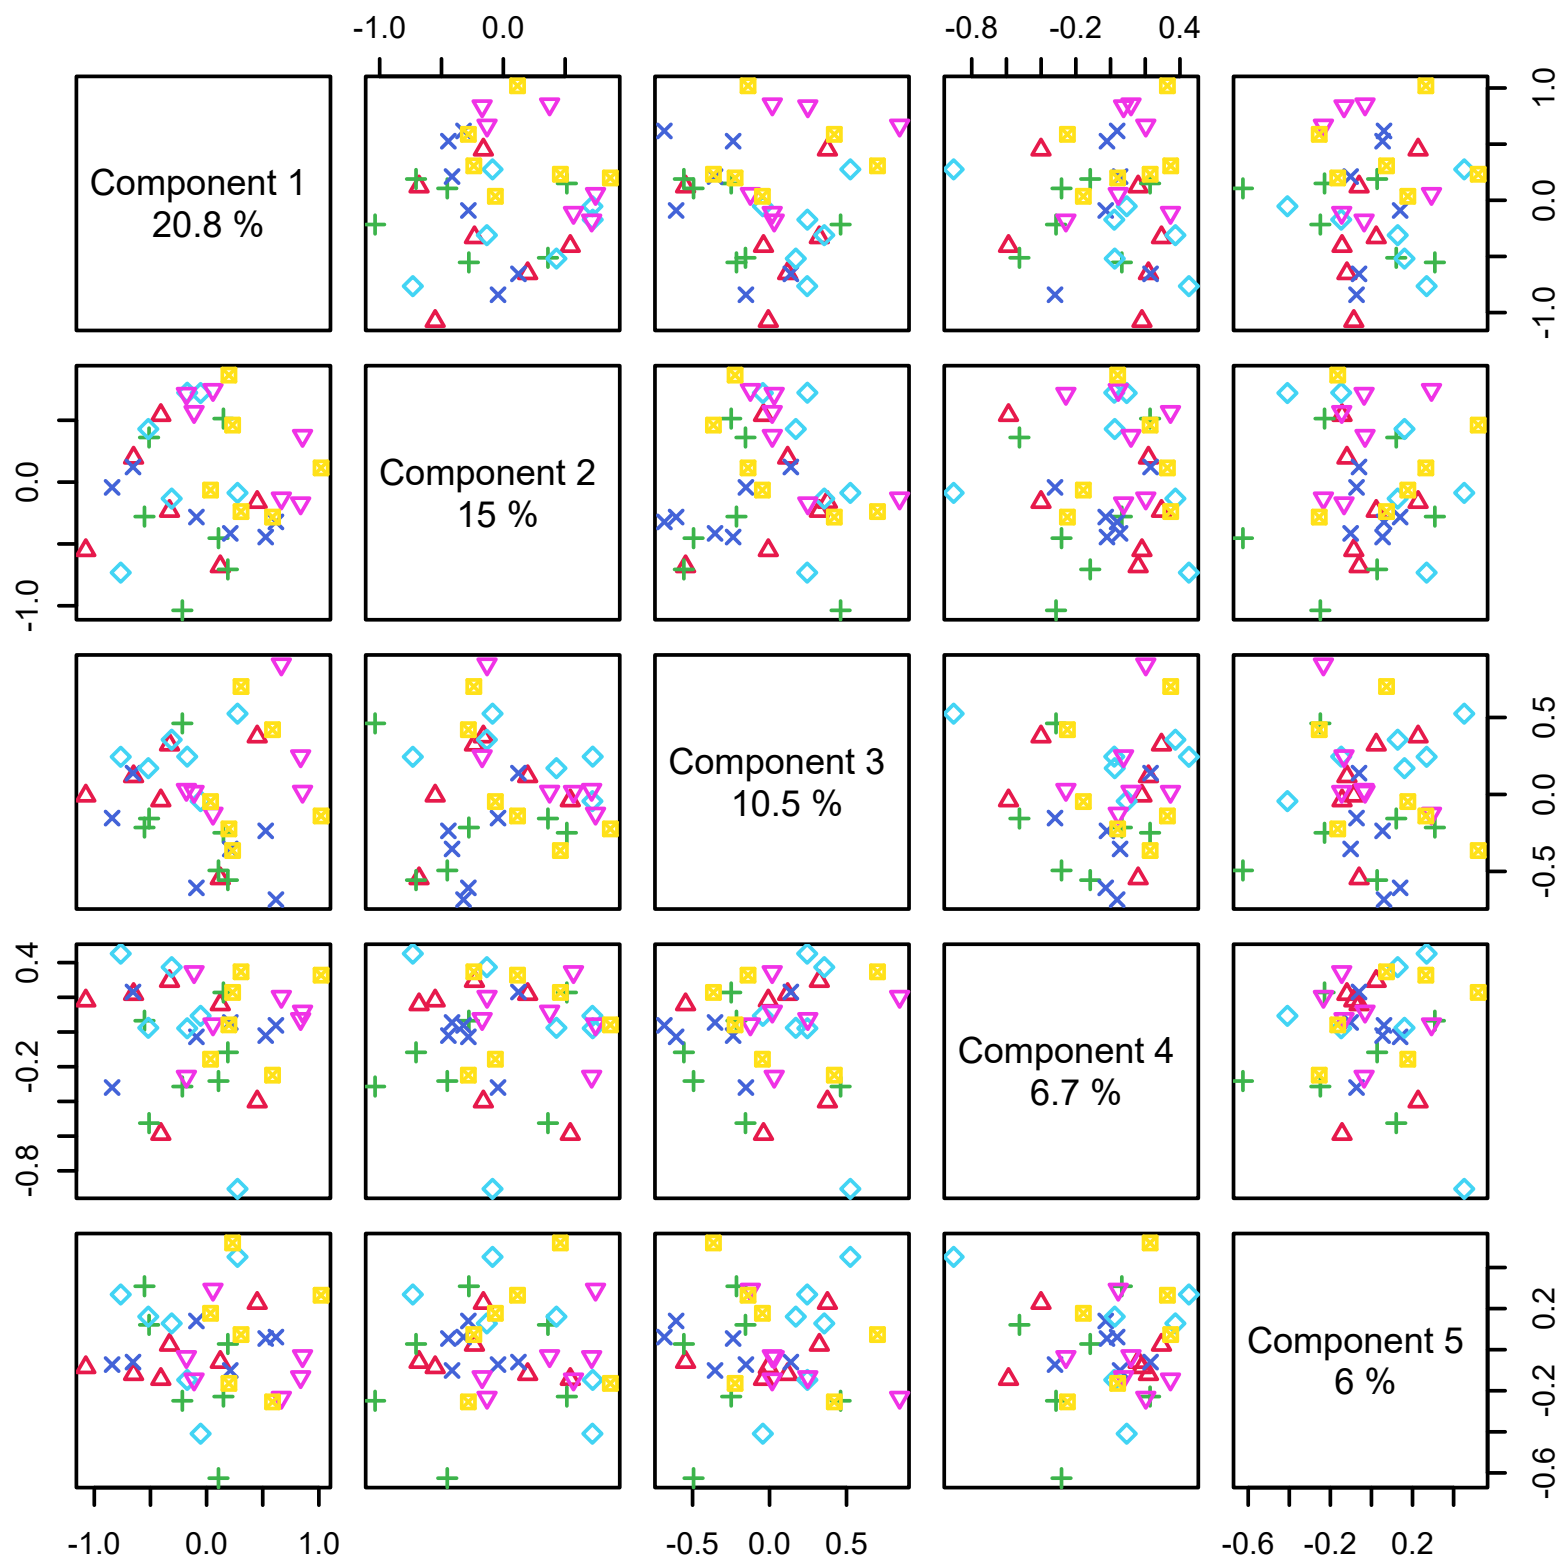 -1.0 0.0 -0.8 -0.2 0.4
Component 1
20.8 %
-1.0 0.0 1.0
Component 2
15 %
-1.0 0.0
Component 3
10.5 %
-0.5 0.0 0.5
Component 4
6.7 %
-0.8 -0.2 0.4
Component 5
6 %
-0.6 -0.2 0.2
-1.0 0.0 1.0 -0.5 0.0 0.5 -0.6 -0.2 0.2